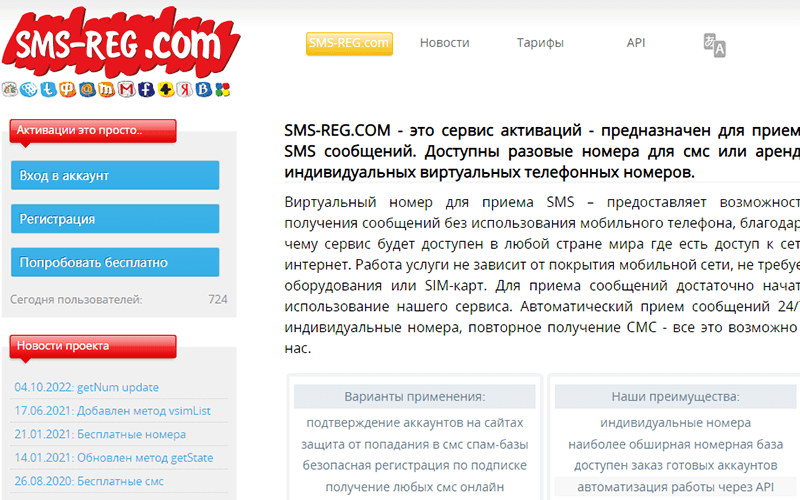 SMS-REG.com
SMS-REG.com Новости Тарифы API
Активации это просто..
Вход в аккаунт
Регистрация
Попробовать бесплатно
Сегодня пользователей: 724
Новости проекта
04.10.2022: getNum update
17.06.2021: Добавлен метод vsimList
21.01.2021: Бесплатные номера
14.01.2021: Обновлен метод getState
26.08.2020: Бесплатные смс
SMS-REG.COM - это сервис активаций - предназначен для прием
SMS сообщений. Доступны разовые номера для смс или аренд
индивидуальных виртуальных телефонных номеров.
Виртуальный номер для приема SMS – предоставляет возможност
получения сообщений без использования мобильного телефона, благодар
чему сервис будет доступен в любой стране мира где есть доступ к сет
интернет. Работа услуги не зависит от покрытия мобильной сети, не требуе
оборудования или SIM-карт. Для приема сообщений достаточно начат
использование нашего сервиса. Автоматический прием сообщений 24/
индивидуальные номера, повторное получение СМС - все это возможно
нас.
Варианты применения:
подтверждение аккаунтов на сайтах
защита от попадания в смс спам-базы
безопасная регистрация по подписке
получение любых смс онлайн
Наши преимущества:
индивидуальные номера
наиболее обширная номерная база
доступен заказ готовых аккаунтов
автоматизация работы через API